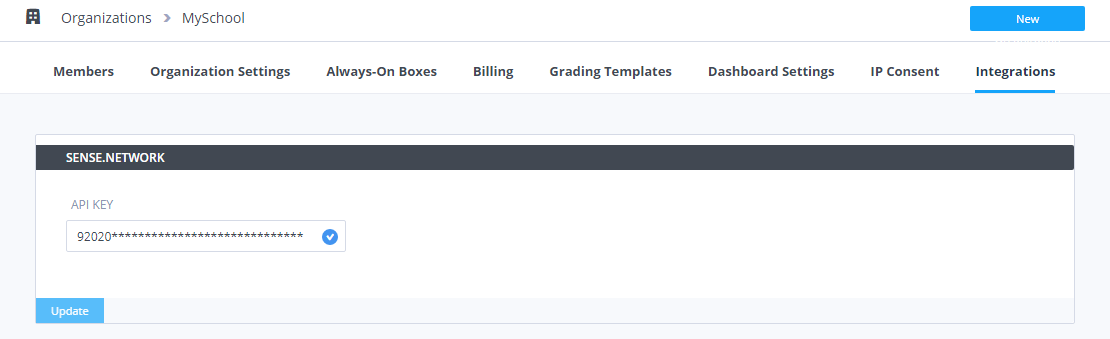 Organizations > MySchool
New
Members Organization Settings Always-On Boxes Billing Grading Templates Dashboard Settings IP Consent Integrations
SENSE.NETWORK
API KEY
92020*****************************
Update